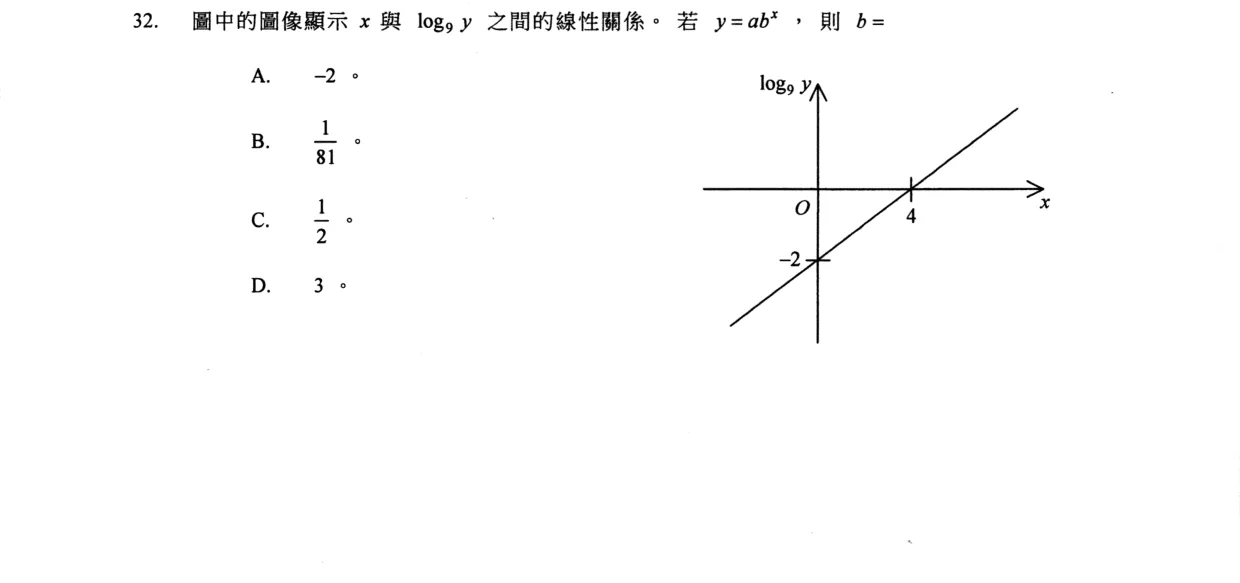 32. 圖中的圖像顯示 x 與 log₉ y 之間的線性關係。若 y = abˣ ，則 b =
A. –2 。
B. 1/81 。
C. 1/2 。
D. 3 。
log₉ y
O
4
x
–2